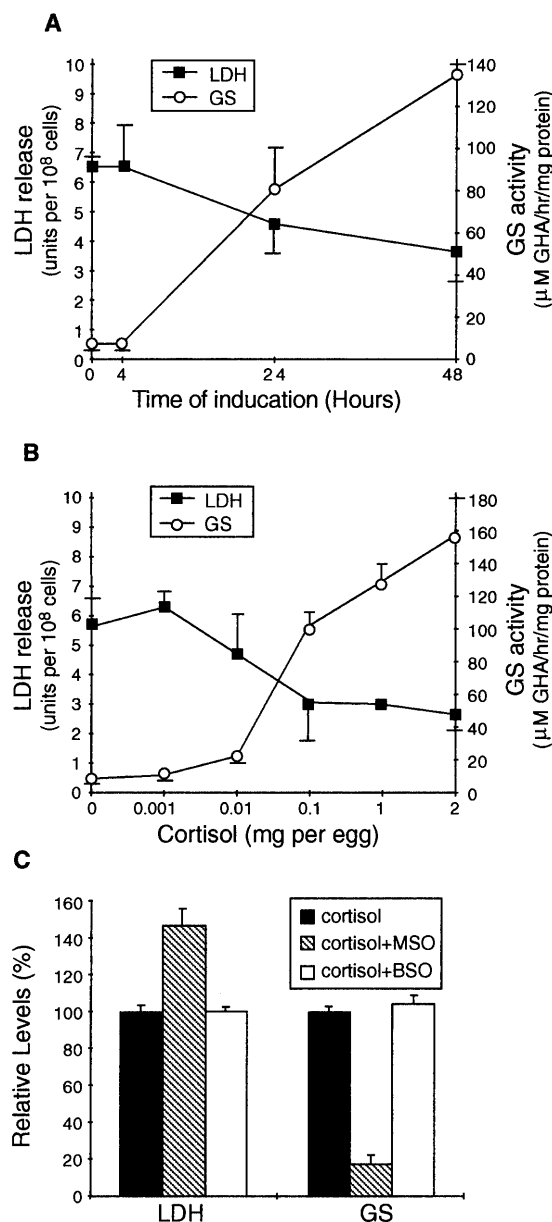 A
LDH
GS
10
9
8
7
6
5
4
3
2
1
0
LDH release
(units per 10⁸ cells)
140
120
100
80
60
40
20
0
GS activity
(μM GHA/hr/mg protein)
0 4 24 48
Time of inducation (Hours)
B
LDH
GS
10
9
8
7
6
5
4
3
2
1
0
LDH release
(units per 10⁸ cells)
180
160
140
120
100
80
60
40
20
0
GS activity
(μM GHA/hr/mg protein)
0 0.001 0.01 0.1 1 2
Cortisol (mg per egg)
C
cortisol
cortisol+MSO
cortisol+BSO
160
140
120
100
80
60
40
20
0
Relative Levels (%)
LDH GS